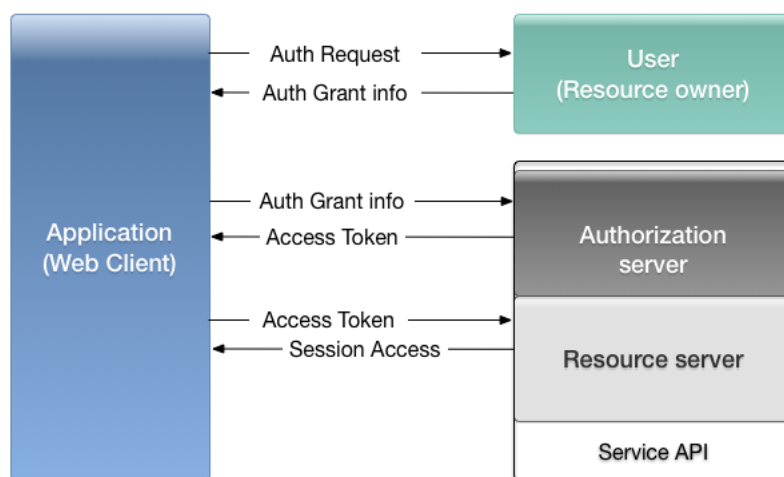 Auth Request
User
(Resource owner)
Auth Grant info
Auth Grant info
Application
(Web Client)
Access Token
Authorization
server
Access Token
Session Access
Resource server
Service API